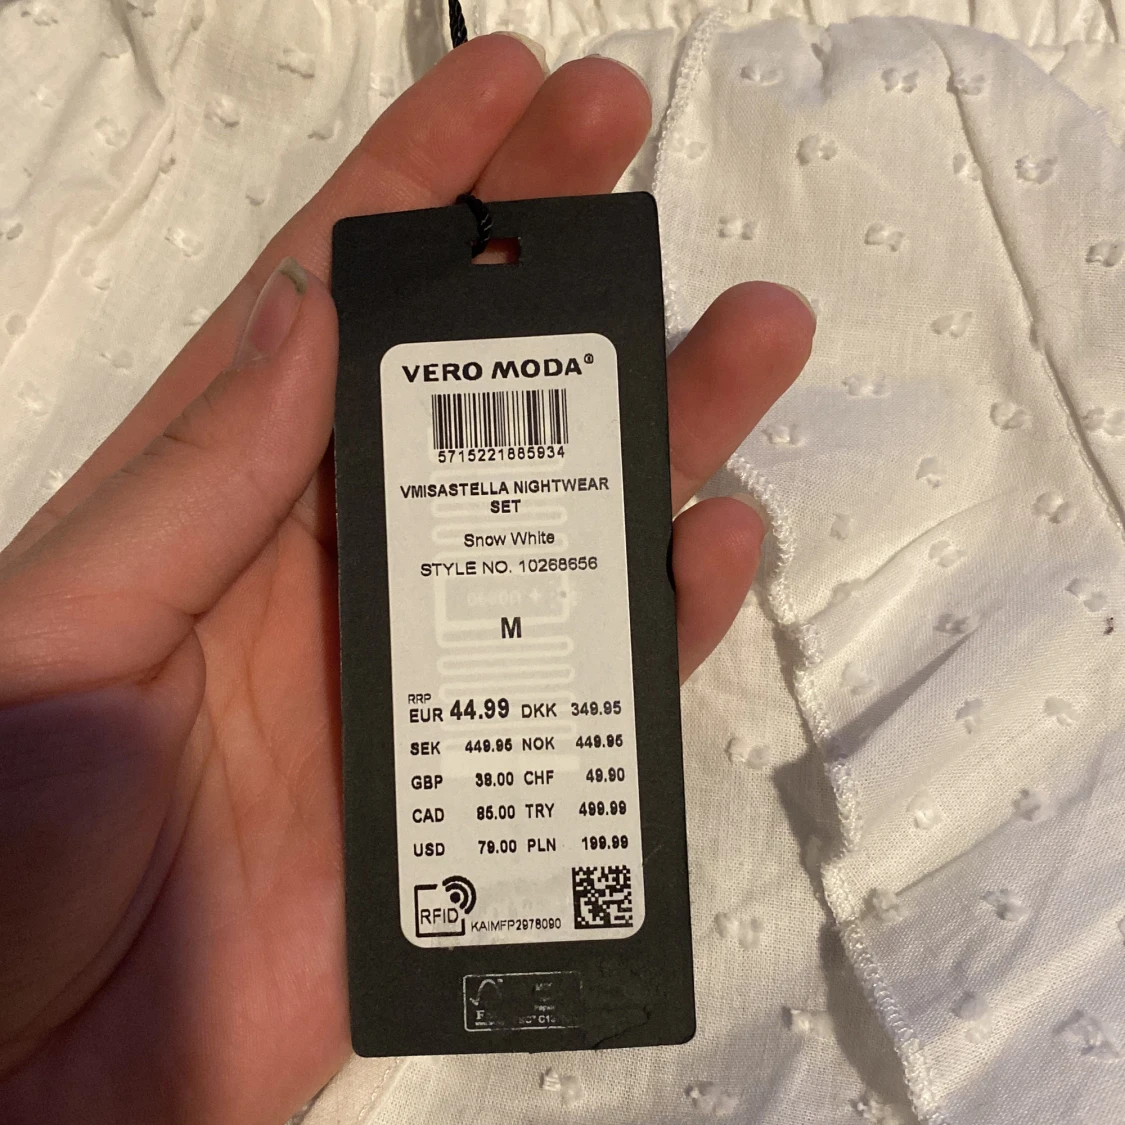 VERO MODA®
5715221885934
VMISASTELLA NIGHTWEAR
SET
Snow White
STYLE NO. 10268656
M
RRP
EUR 44.99 DKK 349.95
SEK 449.95 NOK 449.95
GBP 38.00 CHF 49.90
CAD 85.00 TRY 499.99
USD 79.00 PLN 199.99
RFID
KAIMFP2978090